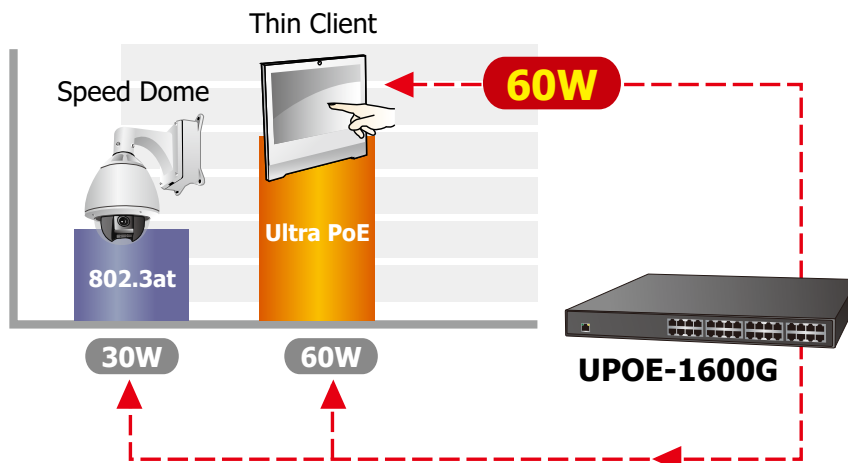 Thin Client
60W
Speed Dome
Ultra PoE
802.3at
30W
60W
UPOE-1600G